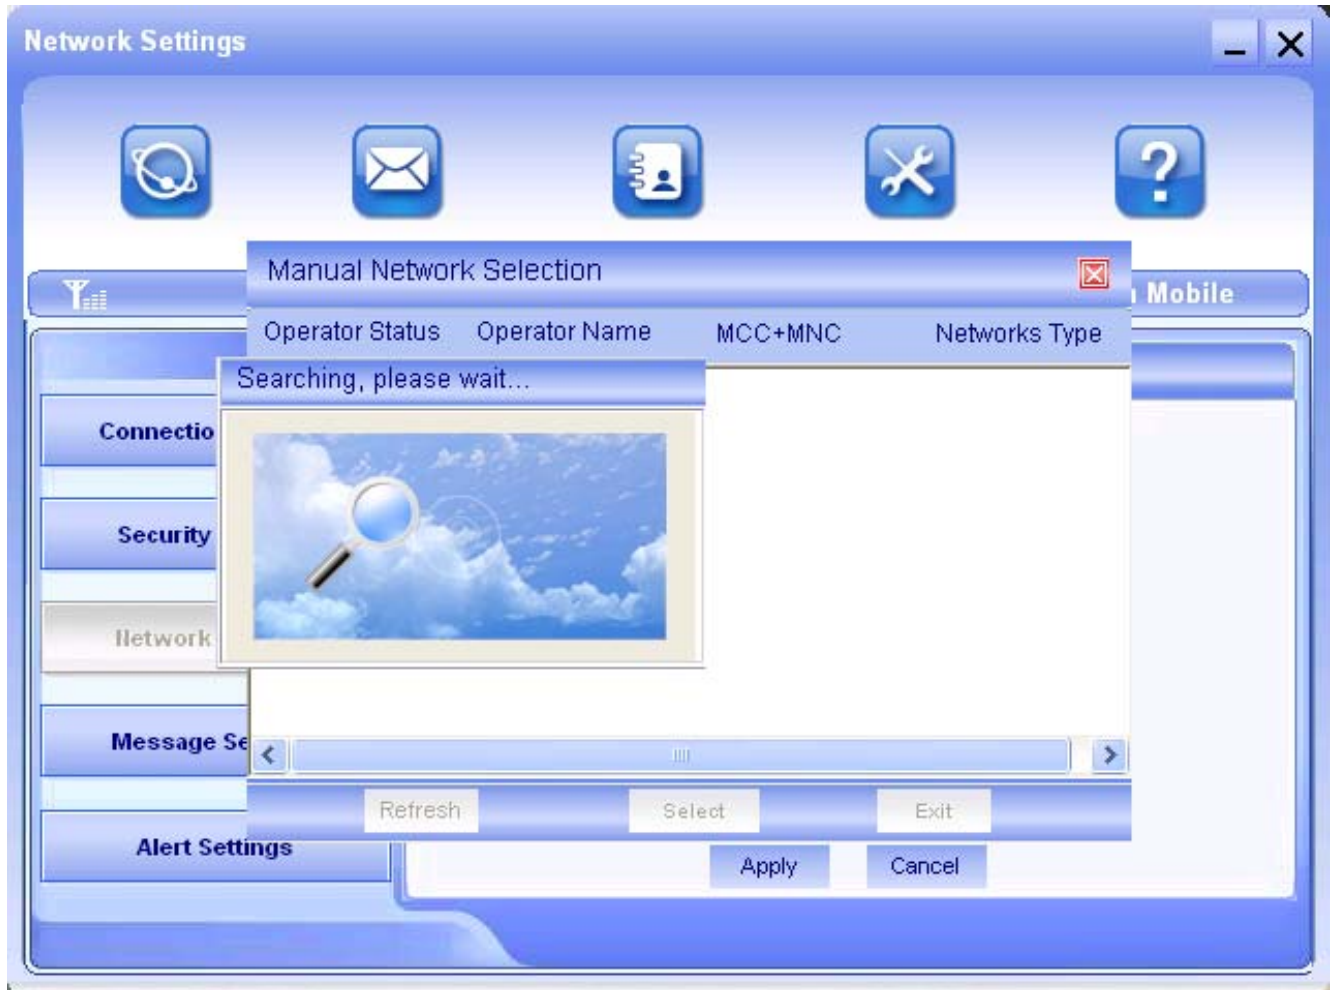 Network Settings
Manual Network Selection
Mobile
Operator Status Operator Name MCC+MNC Networks Type
Searching, please wait...
Connectio
Security
Network
Message Se
Alert Settings
Refresh Select Exit
Apply Cancel